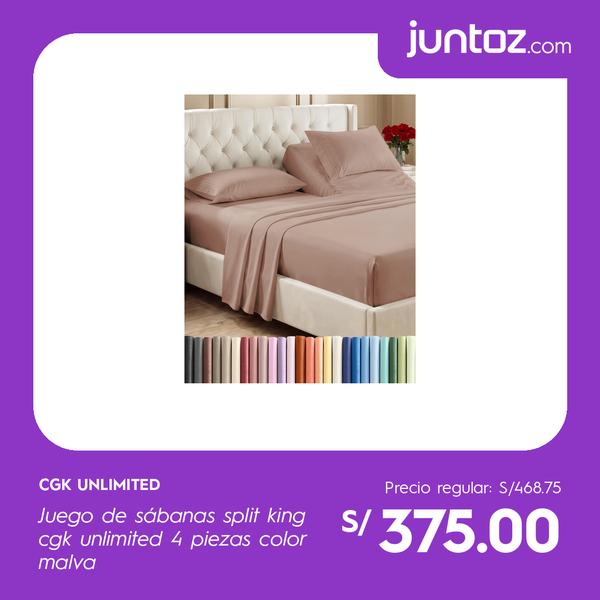 juntoz.com
CGK UNLIMITED
Juego de sábanas split king
cgk unlimited 4 piezas color
malva
Precio regular: S/468.75
S/ 375.00